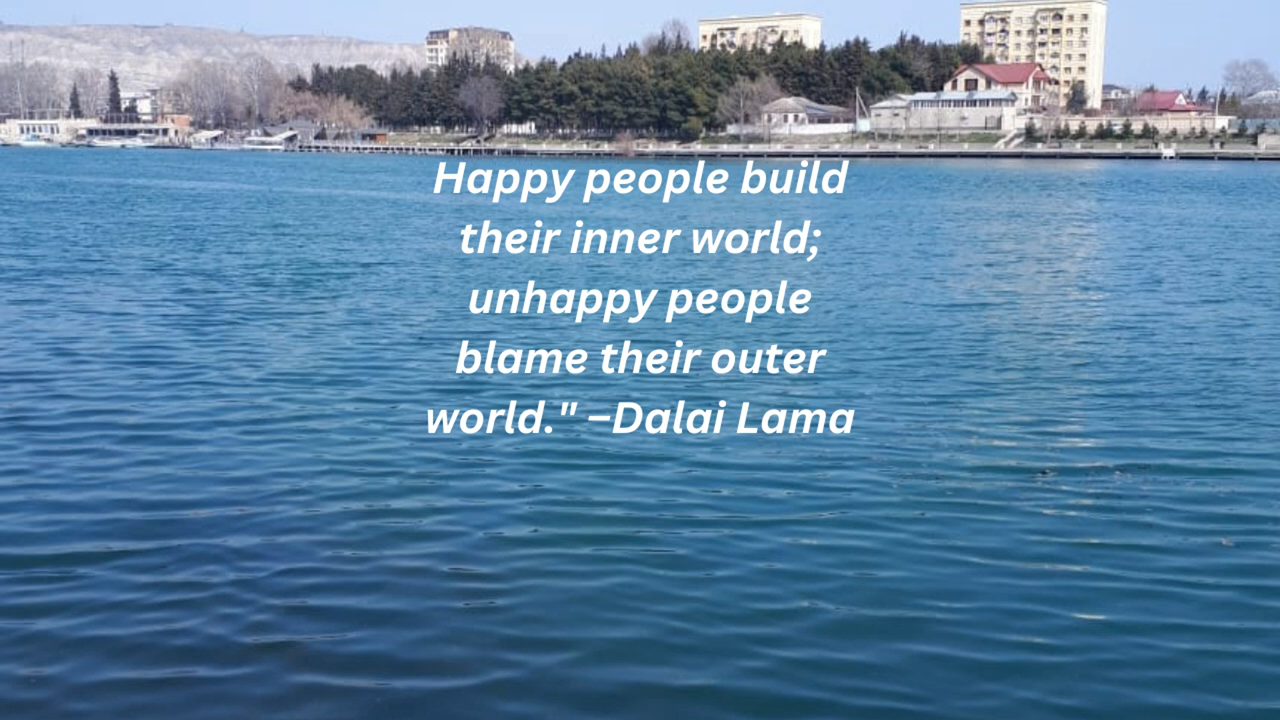 Happy people build
their inner world;
unhappy people
blame their outer
world." –Dalai Lama